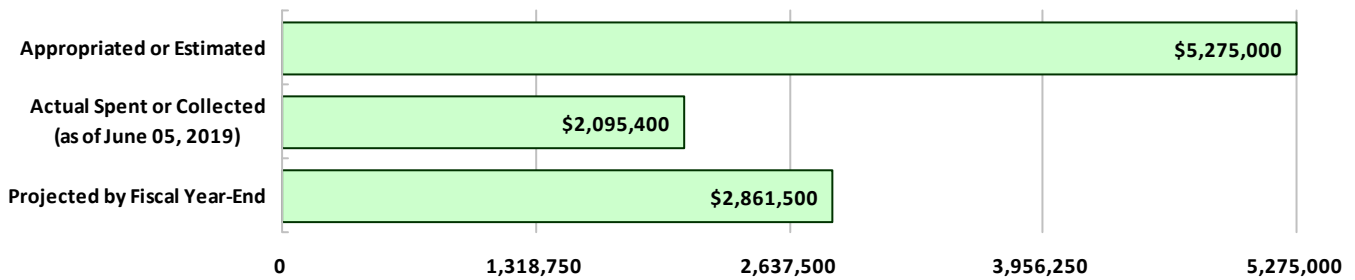 Appropriated or Estimated
$5,275,000
Actual Spent or Collected
(as of June 05, 2019)
$2,095,400
Projected by Fiscal Year-End
$2,861,500
0 1,318,750 2,637,500 3,956,250 5,275,000